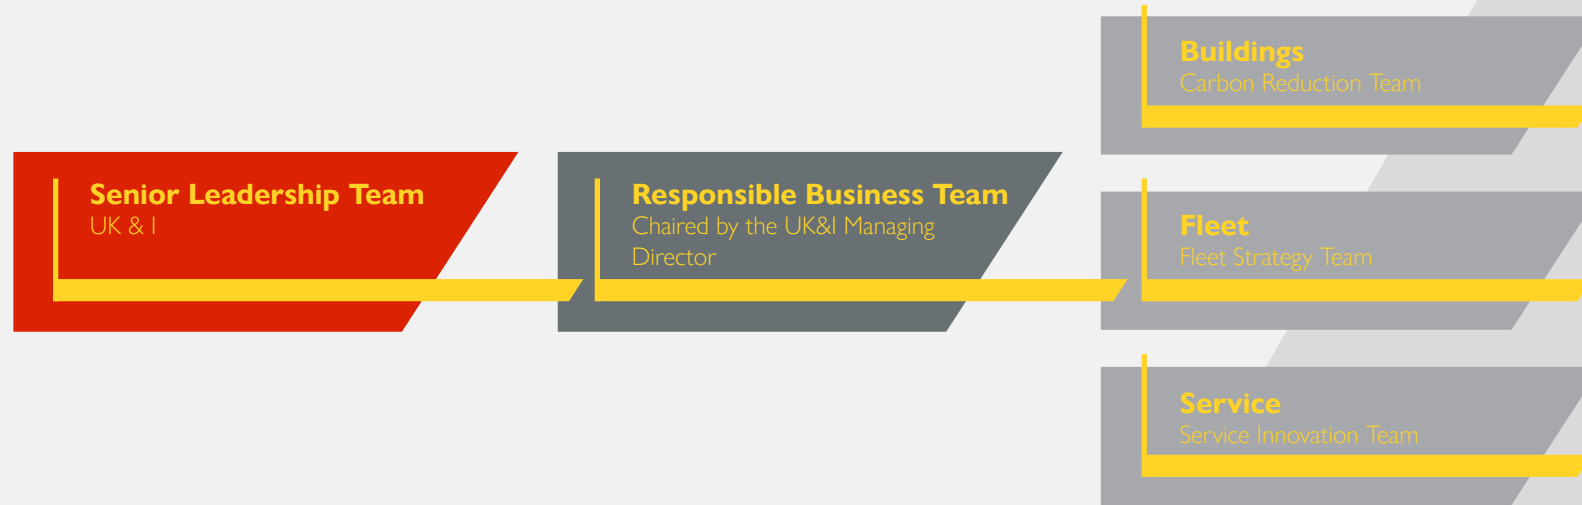 Senior Leadership Team
UK & I
Responsible Business Team
Chaired by the UK&I Managing
Director
Buildings
Carbon Reduction Team
Fleet
Fleet Strategy Team
Service
Service Innovation Team